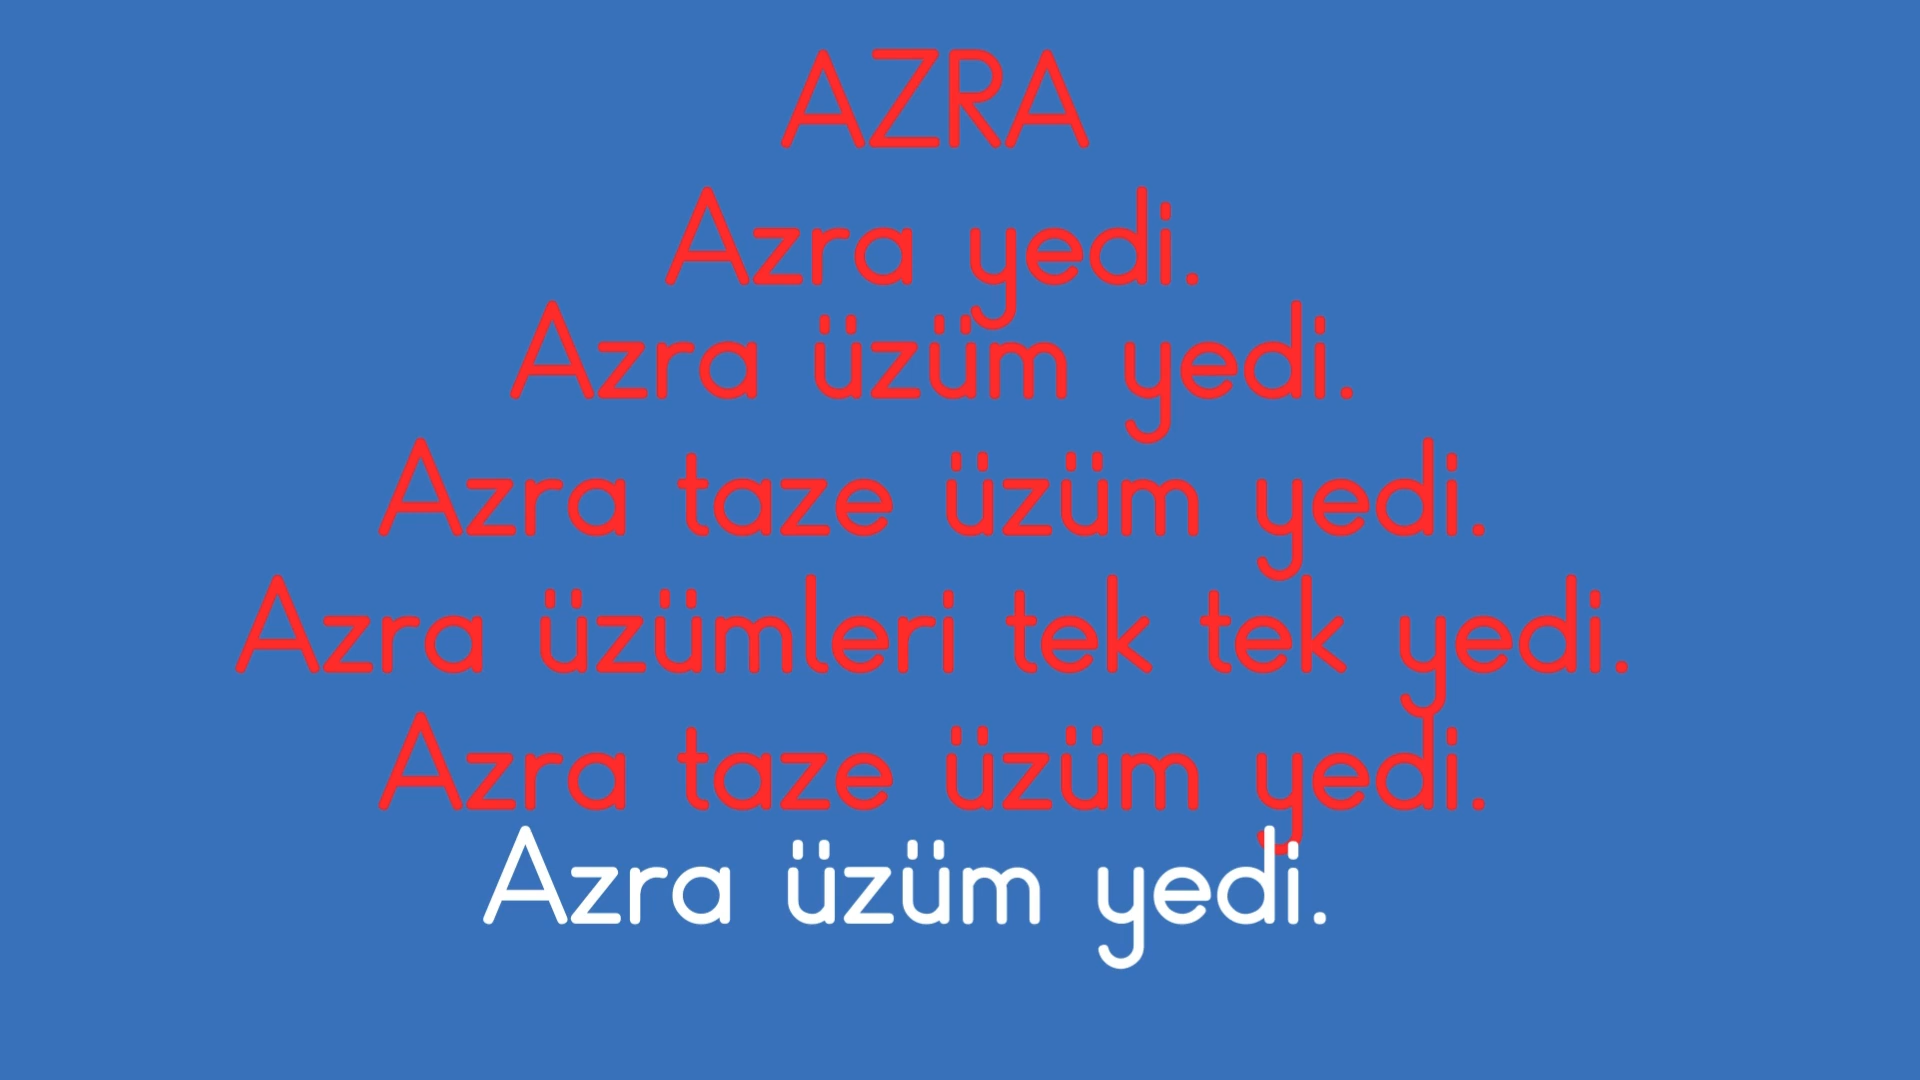 AZRA
Azra yedi.
Azra üzüm yedi.
Azra taze üzüm yedi.
Azra üzümleri tek tek yedi.
Azra taze üzüm yedi.
Azra üzüm yedi.